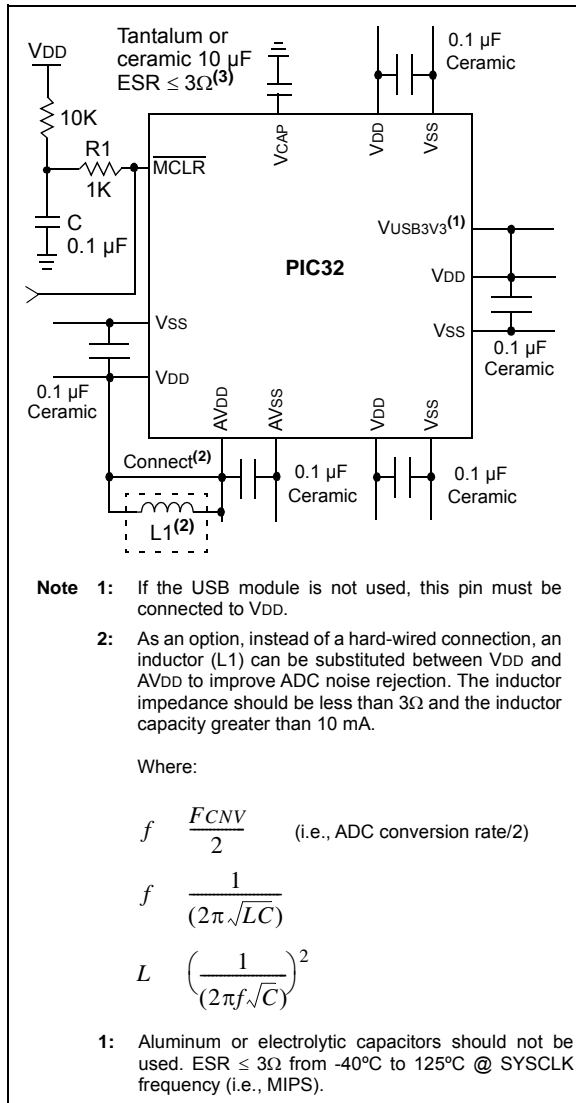 VDD
Tantalum or
ceramic 10 µF
ESR ≤ 3Ω(3)
0.1 µF
Ceramic
10K
R1
1K
C
0.1 µF
MCLR
VCAP
VDD
VSS
VUSB3V3(1)
PIC32
VDD
VSS
0.1 µF
Ceramic
VSS
VDD
0.1 µF
Ceramic
AVDD
AVSS
VDD
VSS
Connect(2)
0.1 µF
Ceramic
0.1 µF
Ceramic
L1(2)
Note 1: If the USB module is not used, this pin must be
connected to VDD.
2: As an option, instead of a hard-wired connection, an
inductor (L1) can be substituted between VDD and
AVDD to improve ADC noise rejection. The inductor
impedance should be less than 3Ω and the inductor
capacity greater than 10 mA.
Where:
f FCNV/2 (i.e., ADC conversion rate/2)
f 1/(2π√LC)
L (1/(2πf√C))²
1: Aluminum or electrolytic capacitors should not be
used. ESR ≤ 3Ω from -40ºC to 125ºC @ SYSCLK
frequency (i.e., MIPS).